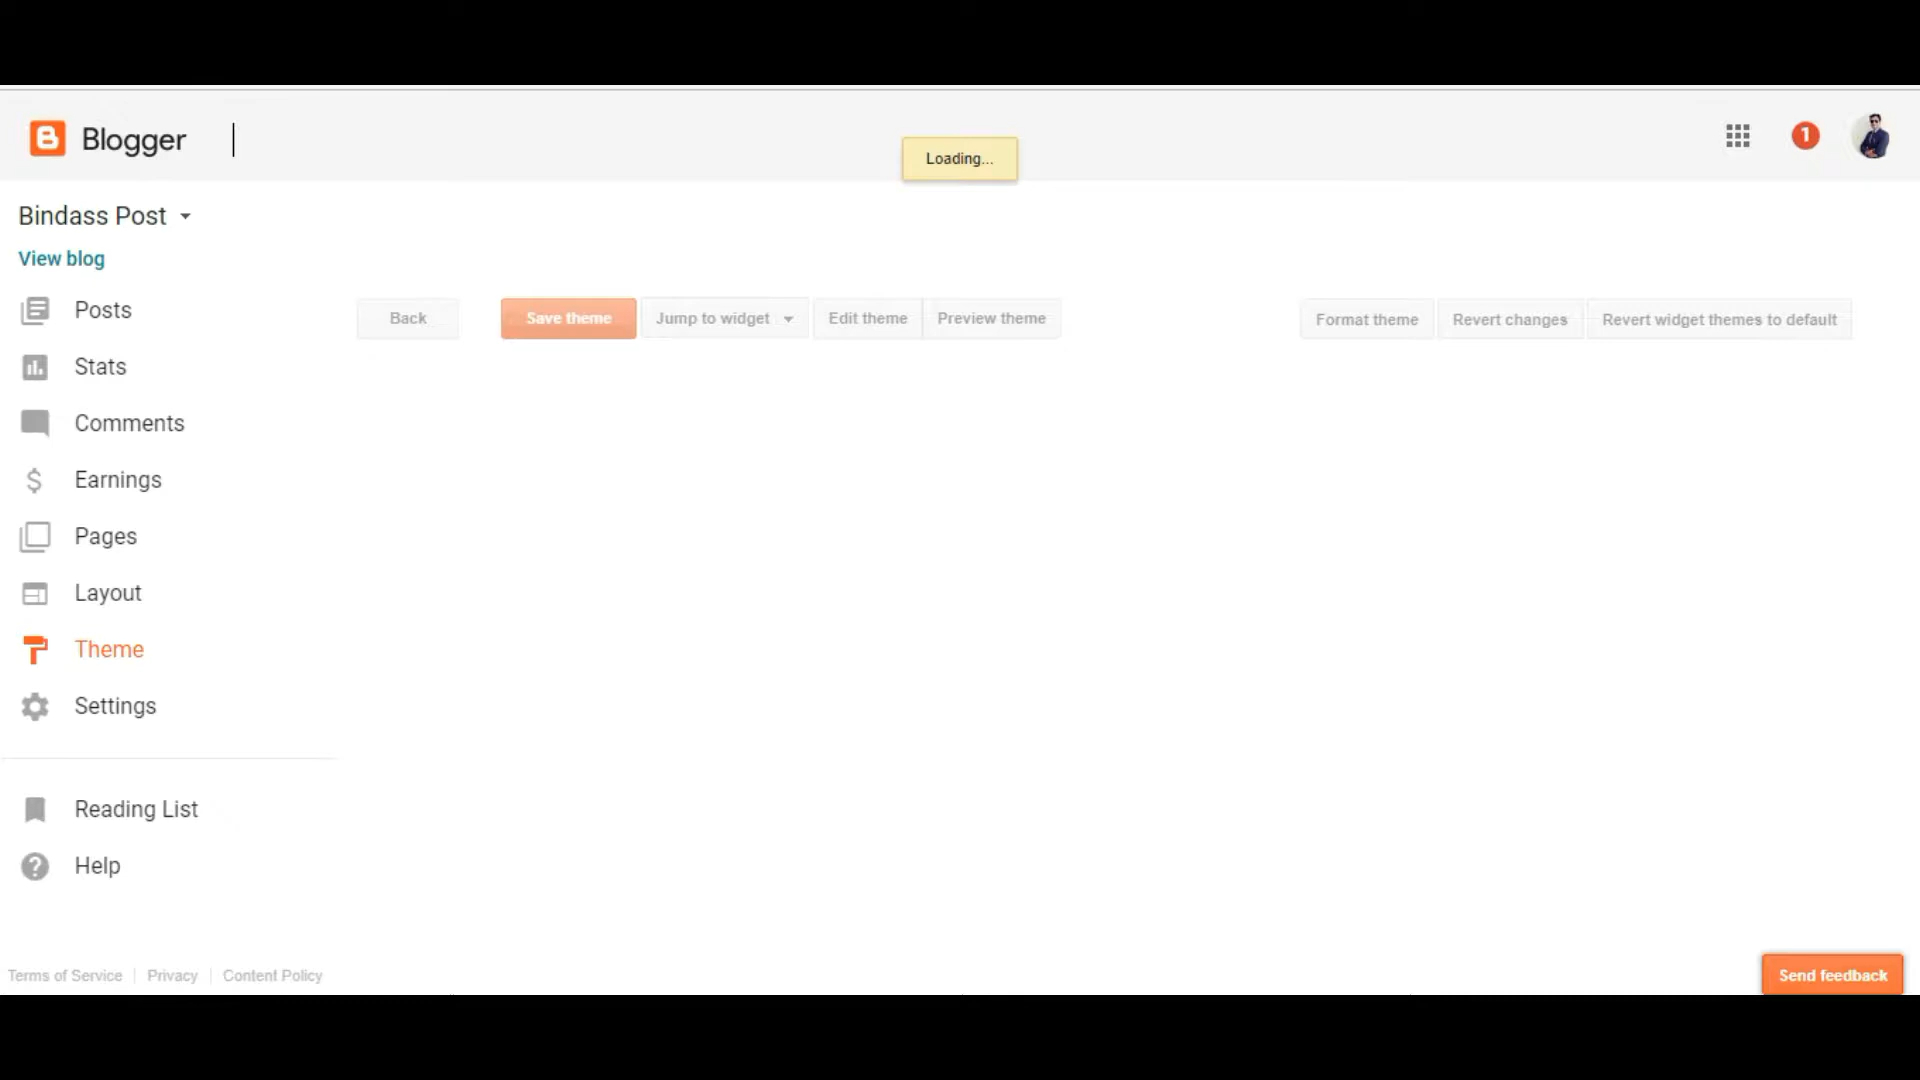 Blogger
Loading...
1
Bindass Post
View blog
Posts
Back
Save theme
Jump to widget
Edit theme
Preview theme
Format theme
Revert changes
Revert widget themes to default
Stats
Comments
Earnings
Pages
Layout
Theme
Settings
Reading List
Help
Terms of Service
Privacy
Content Policy
Send feedback